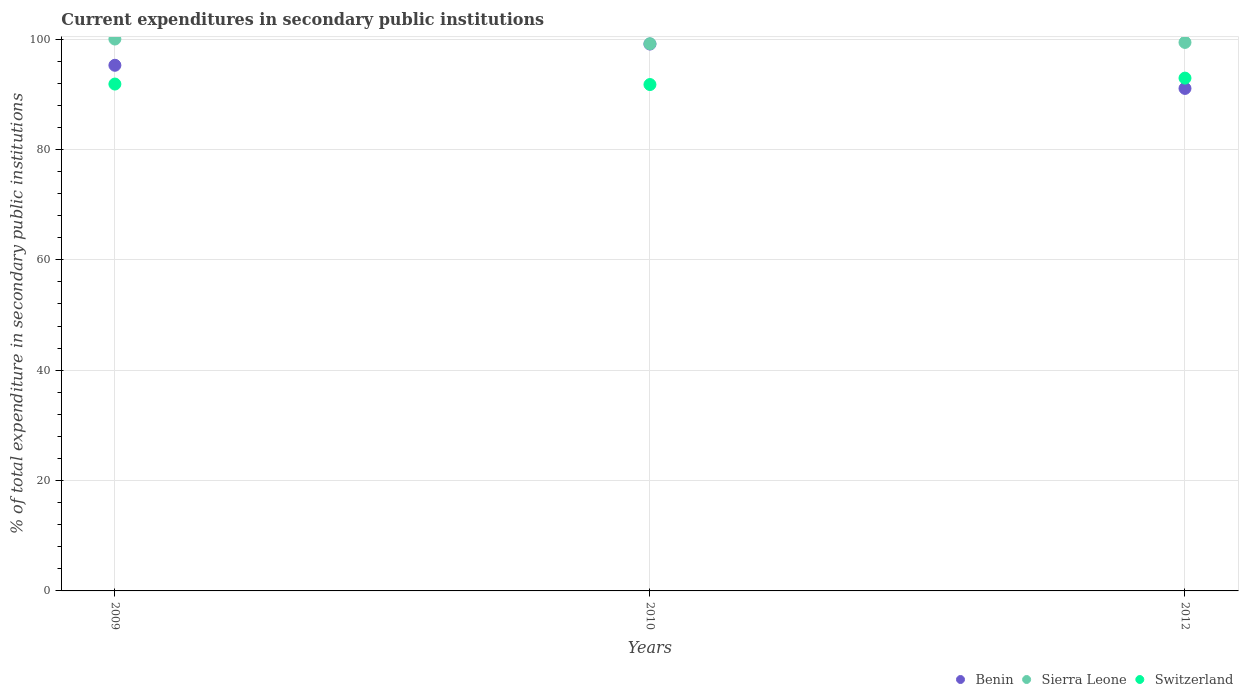 Current expenditures in secondary public institutions
% of total expenditure in secondary public institutions
100
80
60
40
20
0
2009
2010
2012
Years
Benin
Sierra Leone
Switzerland